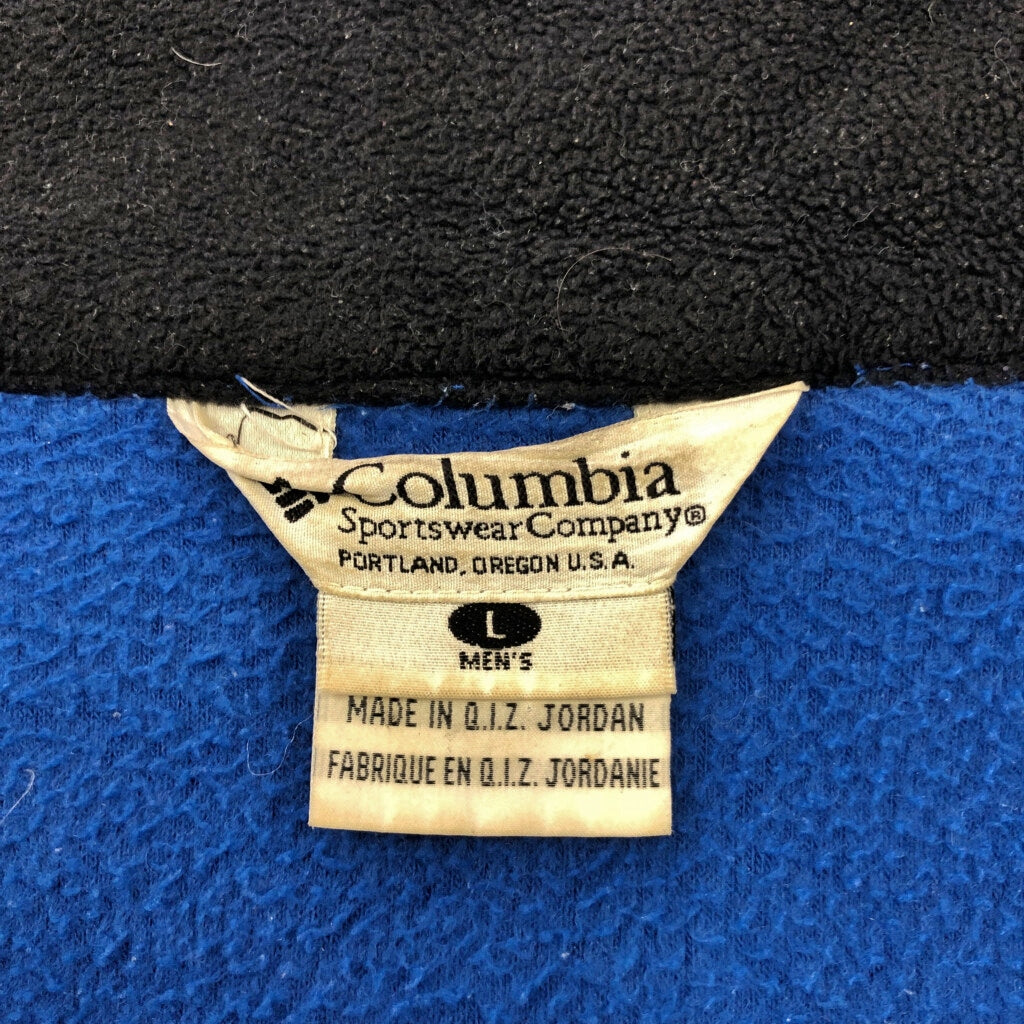 Columbia
Sportswear Company®
PORTLAND, OREGON U.S.A.
L
MEN'S
MADE IN Q.I.Z. JORDAN
FABRIQUE EN Q.I.Z. JORDANIE